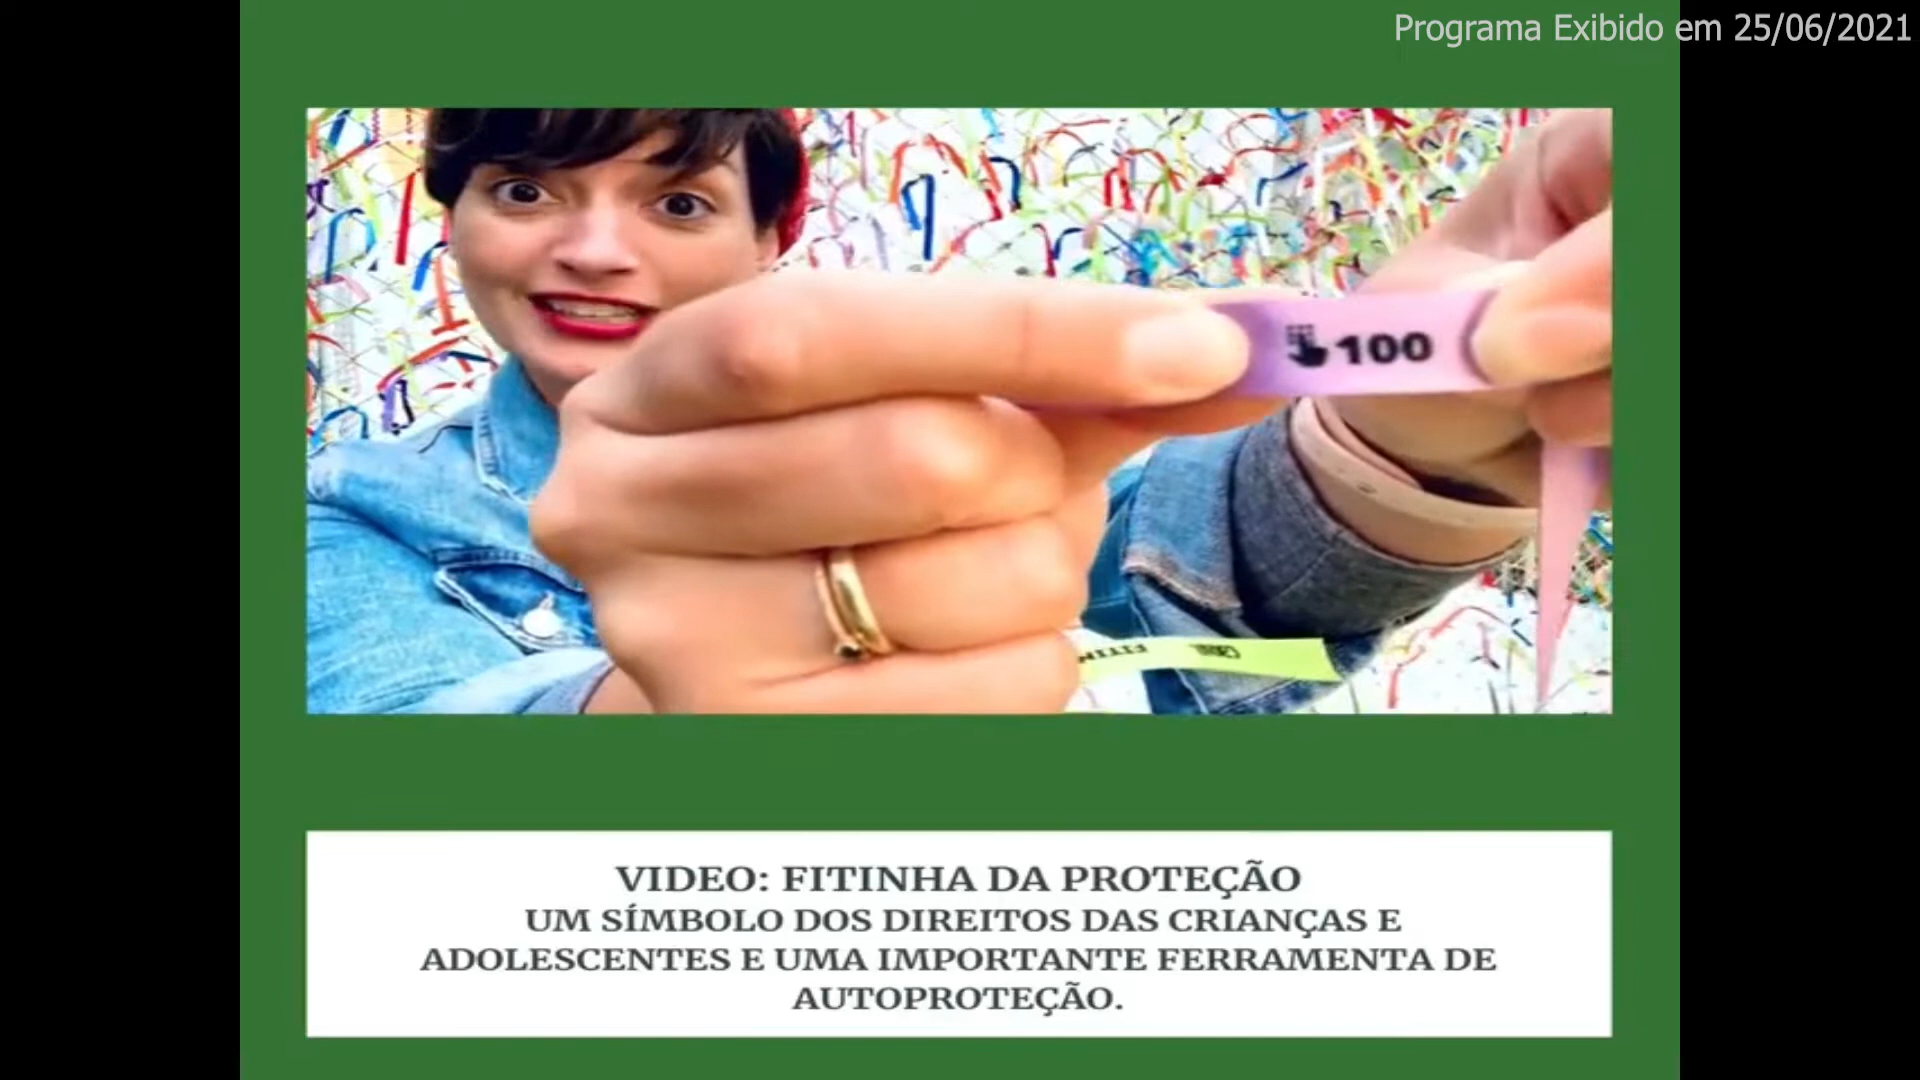 Programa Exibido em 25/06/2021
100
VIDEO: FITINHA DA PROTEÇÃO
UM SÍMBOLO DOS DIREITOS DAS CRIANÇAS E
ADOLESCENTES E UMA IMPORTANTE FERRAMENTA DE
AUTOPROTEÇÃO.